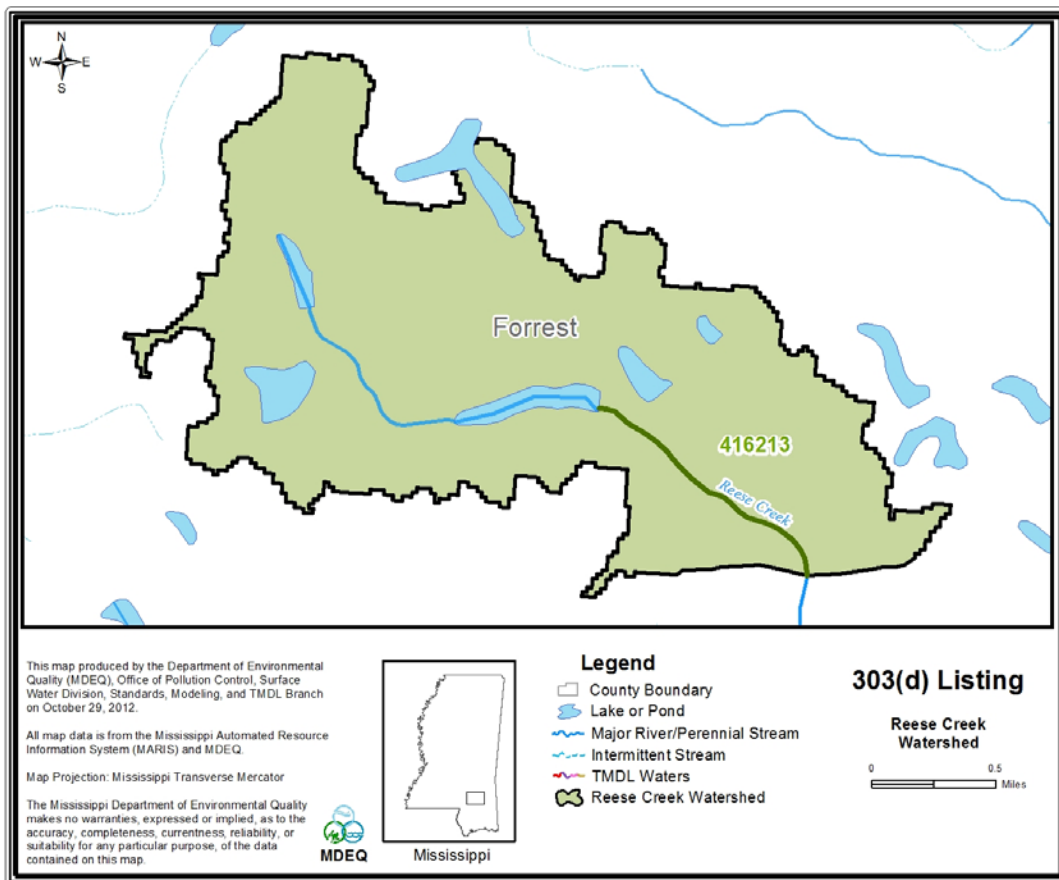 N
W E
S
Forrest
416213
Reese Creek
This map produced by the Department of Environmental
Quality (MDEQ), Office of Pollution Control, Surface
Water Division, Standards, Modeling, and TMDL Branch
on October 29, 2012.
All map data is from the Mississippi Automated Resource
Information System (MARIS) and MDEQ.
Map Projection: Mississippi Transverse Mercator
The Mississippi Department of Environmental Quality
makes no warranties, expressed or implied, as to the
accuracy, completeness, currentness, reliability, or
suitability for any particular purpose, of the data
contained on this map.
MDEQ
Mississippi
Legend
County Boundary
Lake or Pond
Major River/Perennial Stream
Intermittent Stream
TMDL Waters
Reese Creek Watershed
303(d) Listing
Reese Creek
Watershed
0 0.5
Miles